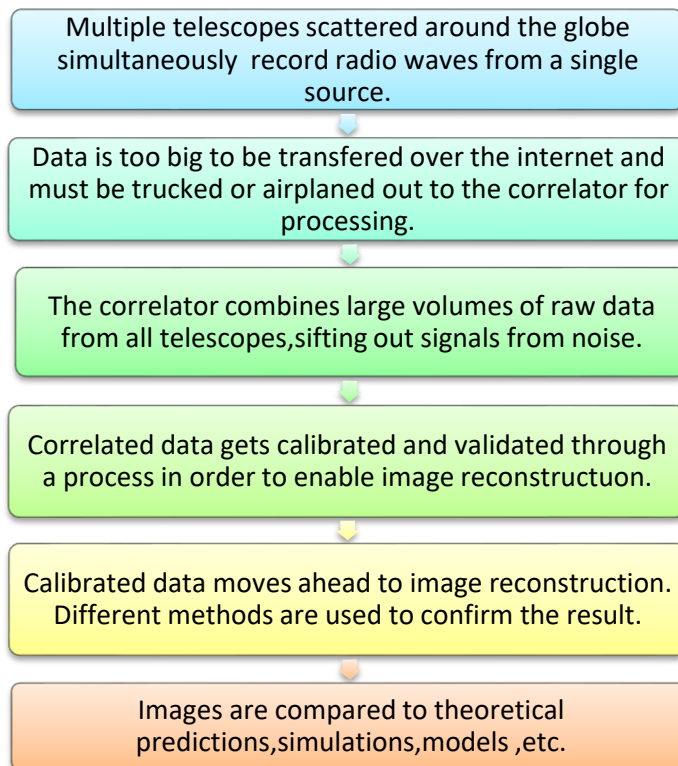 Multiple telescopes scattered around the globe
simultaneously  record radio waves from a single
source.
Data is too big to be transfered over the internet and
must be trucked or airplaned out to the correlator for
processing.
The correlator combines large volumes of raw data
from all telescopes,sifting out signals from noise.
Correlated data gets calibrated and validated through
a process in order to enable image reconstructuon.
Calibrated data moves ahead to image reconstruction.
Different methods are used to confirm the result.
Images are compared to theoretical
predictions,simulations,models ,etc.